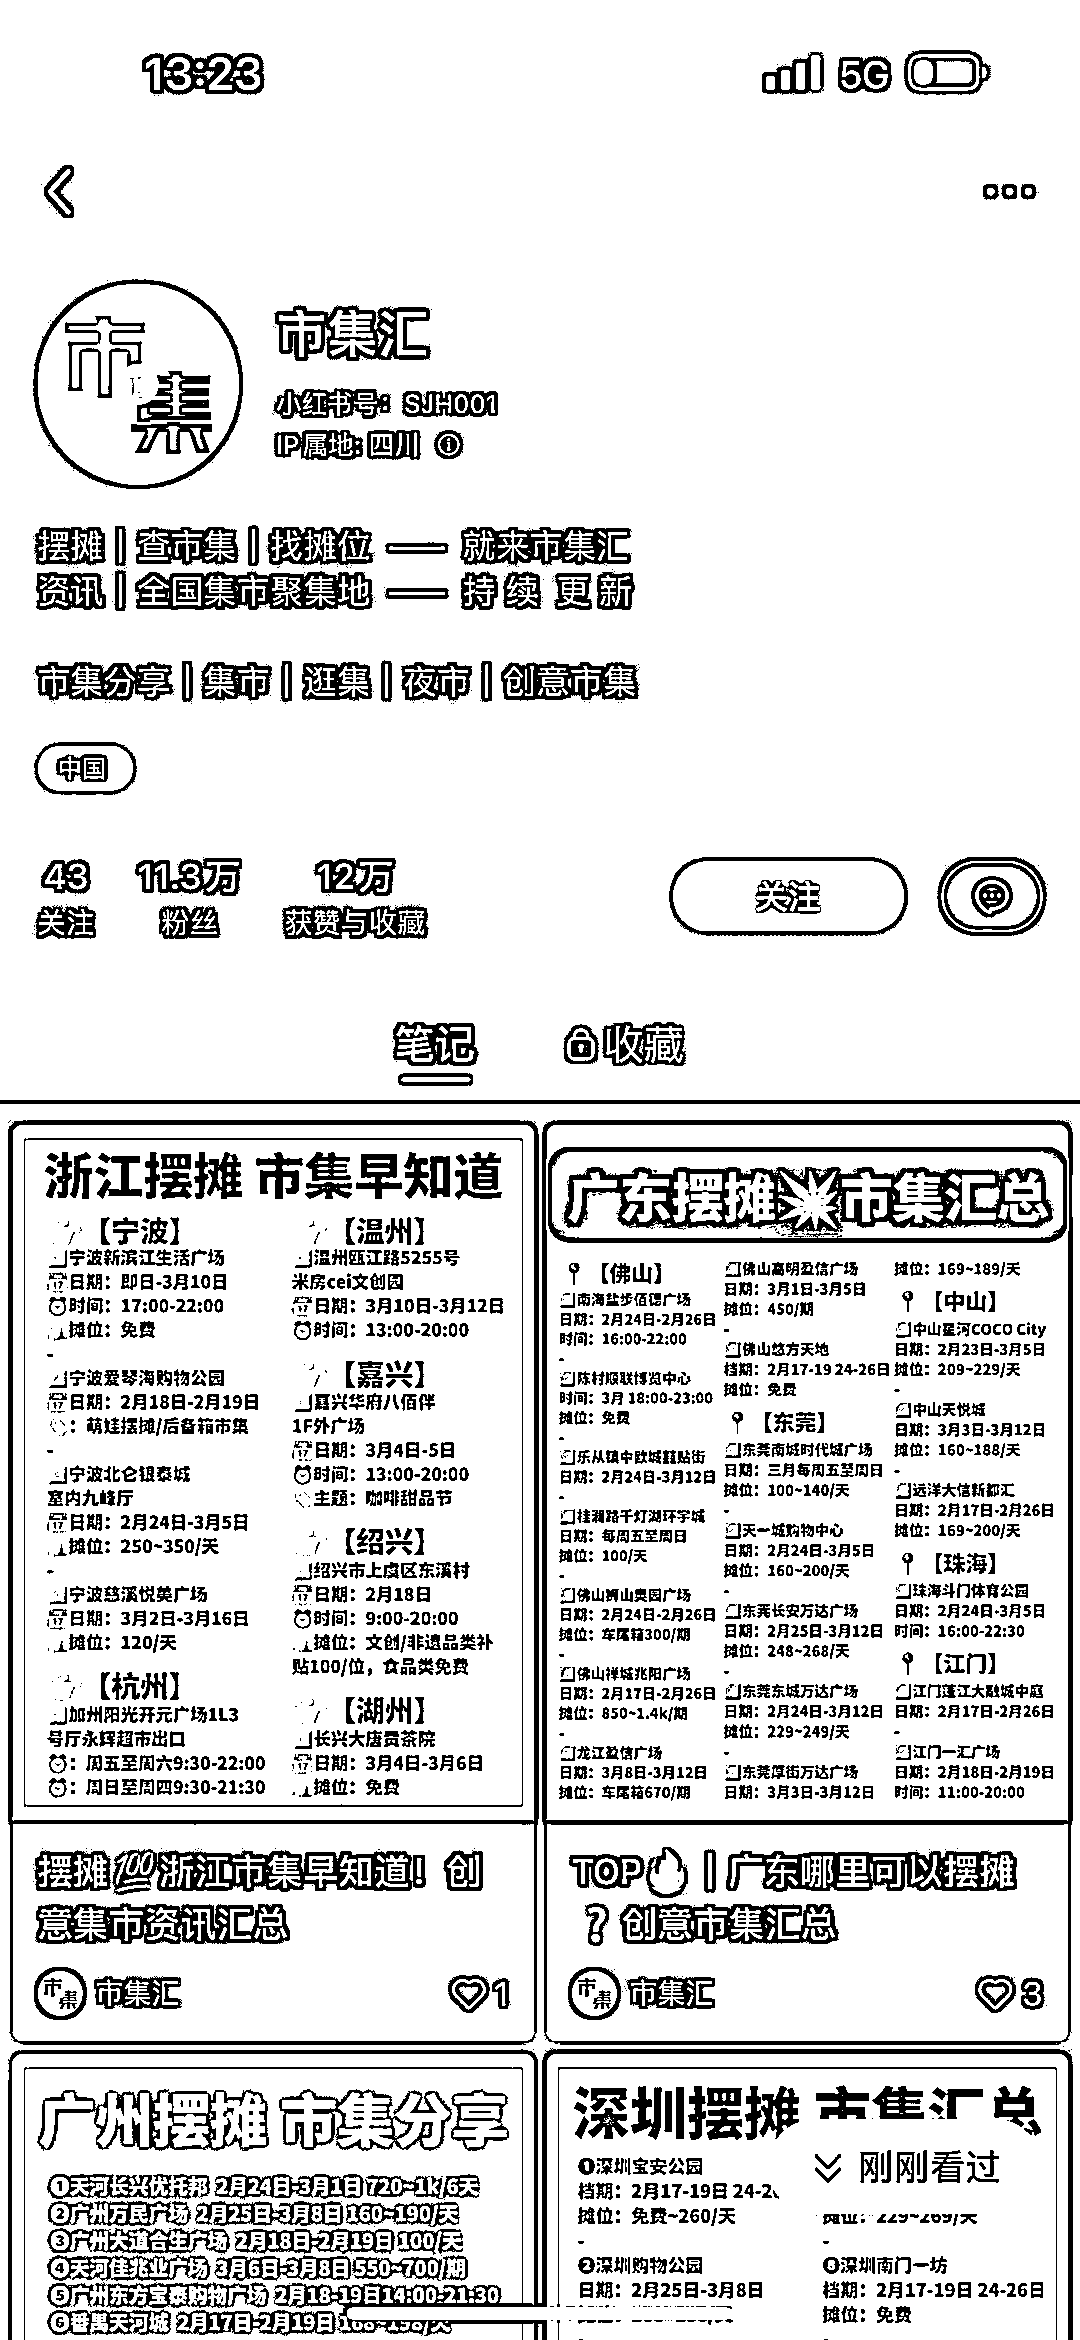 13:23
5G
市集
市集汇
小红书号：SJH001
IP属地：四川
摆摊｜查市集｜找摊位 —— 就来市集汇
资讯｜全国集市聚集地 —— 持 续 更 新
市集分享｜集市｜逛集｜夜市｜创意市集
中国
43 11.3万 12万
关注 粉丝 获赞与收藏
关注
笔记 收藏
浙江摆摊 市集早知道
【宁波】
宁波新滨江生活广场
日期：即日-3月10日
时间：17:00-22:00
摊位：免费
-
宁波爱琴海购物公园
日期：2月18日-2月19日
：萌娃摆摊/后备箱市集
-
宁波北仑银泰城
室内九峰厅
日期：2月24日-3月5日
摊位：250~350/天
-
宁波慈溪悦美广场
日期：3月2日-3月16日
摊位：120/天
【杭州】
加州阳光开元广场1L3
号厅永辉超市出口
：周五至周六9:30-22:00
：周日至周四9:30-21:30
【温州】
温州瓯江路5255号
米房cei文创园
日期：3月10日-3月12日
时间：13:00-20:00
【嘉兴】
嘉兴华府八佰伴
1F外广场
日期：3月4日-5日
时间：13:00-20:00
主题：咖啡甜品节
【绍兴】
绍兴市上虞区东溪村
日期：2月18日
时间：9:00-20:00
摊位：文创/非遗品类补
贴100/位，食品类免费
【湖州】
长兴大唐贡茶院
日期：3月4日-3月6日
摊位：免费
广东摆摊 市集汇总
【佛山】
南海盐步佰德广场
日期：2月24日-2月26日
时间：16:00-22:00
-
陈村顺联博览中心
时间：3月 18:00-23:00
摊位：免费
-
乐从镇中欧城囍贴街
日期：2月24日-3月12日
-
桂澜路千灯湖环宇城
日期：每周五至周日
摊位：100/天
-
佛山狮山奥园广场
日期：2月24日-2月26日
摊位：车尾箱300/期
-
佛山禅城兆阳广场
日期：2月17日-2月26日
摊位：850~1.4k/期
-
龙江盈信广场
日期：3月8日-3月12日
摊位：车尾箱670/期
佛山高明盈信广场
日期：3月1日-3月5日
摊位：450/期
-
佛山悠方天地
档期：2月17-19 24-26日
摊位：免费
【东莞】
东莞南城时代城广场
日期：三月每周五至周日
摊位：100~140/天
-
天一城购物中心
日期：2月24日-3月5日
摊位：160~200/天
-
东莞长安万达广场
日期：2月25日-3月12日
摊位：248~268/天
-
东莞东城万达广场
日期：2月24日-3月12日
摊位：229~249/天
-
东莞厚街万达广场
日期：3月3日-3月12日
摊位：169~189/天
【中山】
中山星河COCO City
日期：2月23日-3月5日
摊位：209~229/天
-
中山天悦城
日期：3月3日-3月12日
摊位：160~188/天
-
远洋大信新都汇
日期：2月17日-2月26日
摊位：169~200/天
【珠海】
珠海斗门体育公园
日期：2月24日-3月5日
时间：16:00-22:30
【江门】
江门蓬江大融城中庭
日期：2月17日-2月26日
-
江门一汇广场
日期：2月18日-2月19日
时间：11:00-20:00
摆摊💯浙江市集早知道！创
意集市资讯汇总
市集汇 1
TOP🔥｜广东哪里可以摆摊
❓创意市集汇总
市集汇 3
广州摆摊 市集分享
①天河长兴优托邦 2月24日-3月1日 720~1k/6天
②广州万民广场 2月25日-3月8日 160~190/天
③广州大道合生广场 2月18日-2月19日 100/天
④天河佳兆业广场 3月6日-3月8日 550~700/期
⑤广州东方宝泰购物广场 2月18-19日14:00-21:30
⑥番禺天河城 2月17日-2月19日
深圳摆摊 市集汇总
❶深圳宝安公园
档期：2月17-19日 24-2
摊位：免费~260/天
-
❷深圳购物公园
日期：2月25日-3月8日
刚刚看过
摊位：229~269/天
深圳南门一坊
档期：2月17-19日 24-26日
摊位：免费